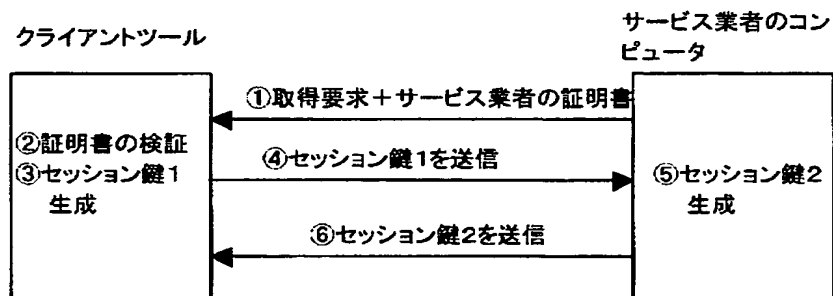 クライアントツール
サービス業者のコン
ピュータ
①取得要求＋サービス業者の証明書
②証明書の検証
③セッション鍵1
生成
④セッション鍵1を送信
⑤セッション鍵2
生成
⑥セッション鍵2を送信